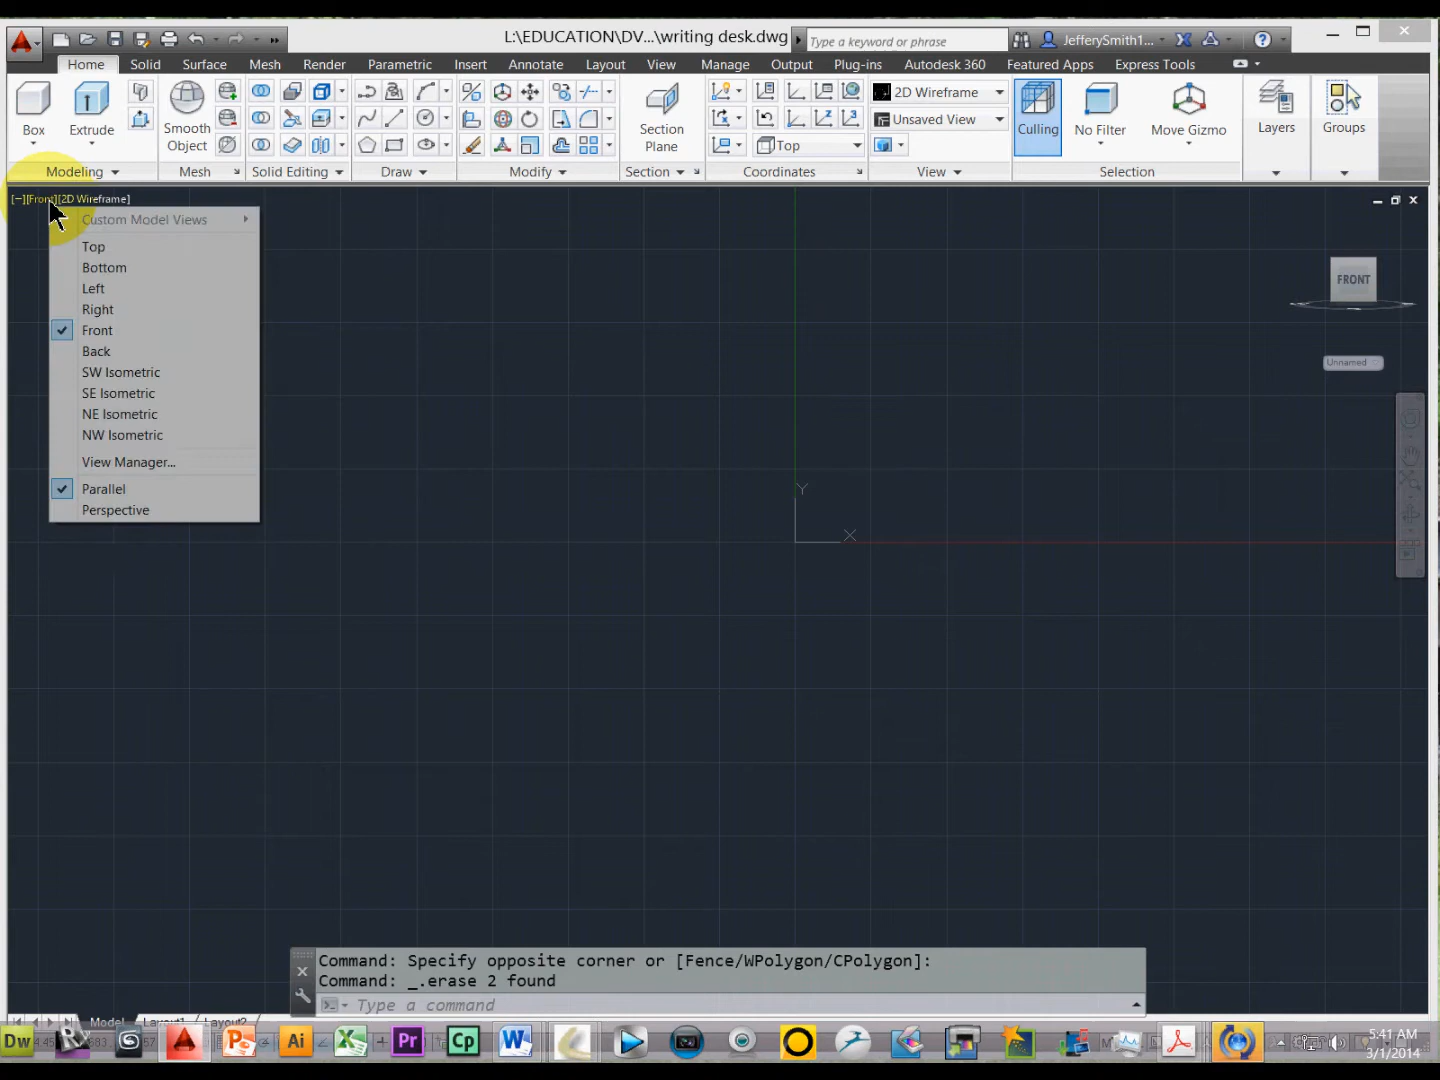 L:\EDUCATION\DV...\writing desk.dwg
Type a keyword or phrase
JefferySmith1...
Home Solid Surface Mesh Render Parametric Insert Annotate Layout View Manage Output Plug-ins Autodesk 360 Featured Apps Express Tools
Box
Extrude
Smooth
Object
Section
Plane
2D Wireframe
Unsaved View
Top
Culling
No Filter
Move Gizmo
Layers
Groups
Modeling Mesh Solid Editing Draw Modify Section Coordinates View Selection
[−][Front][2D Wireframe]
Custom Model Views
Top
Bottom
Left
Right
Front
Back
SW Isometric
SE Isometric
NE Isometric
NW Isometric
View Manager...
Parallel
Perspective
FRONT
Unnamed
Y
X
Command: Specify opposite corner or [Fence/WPolygon/CPolygon]:
Command: _.erase 2 found
Type a command
Model Layout1 Layout2
Dw
Ai
Pr
Cp
5:41 AM
3/1/2014